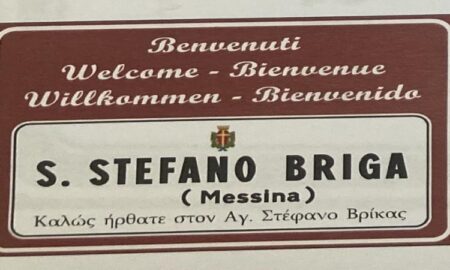 Benvenuti
Welcome - Bienvenue
Willkommen - Bienvenido
S. STEFANO BRIGA
(Messina)
Καλώς ήρθατε στον Αγ. Στέφανο Βρίκας